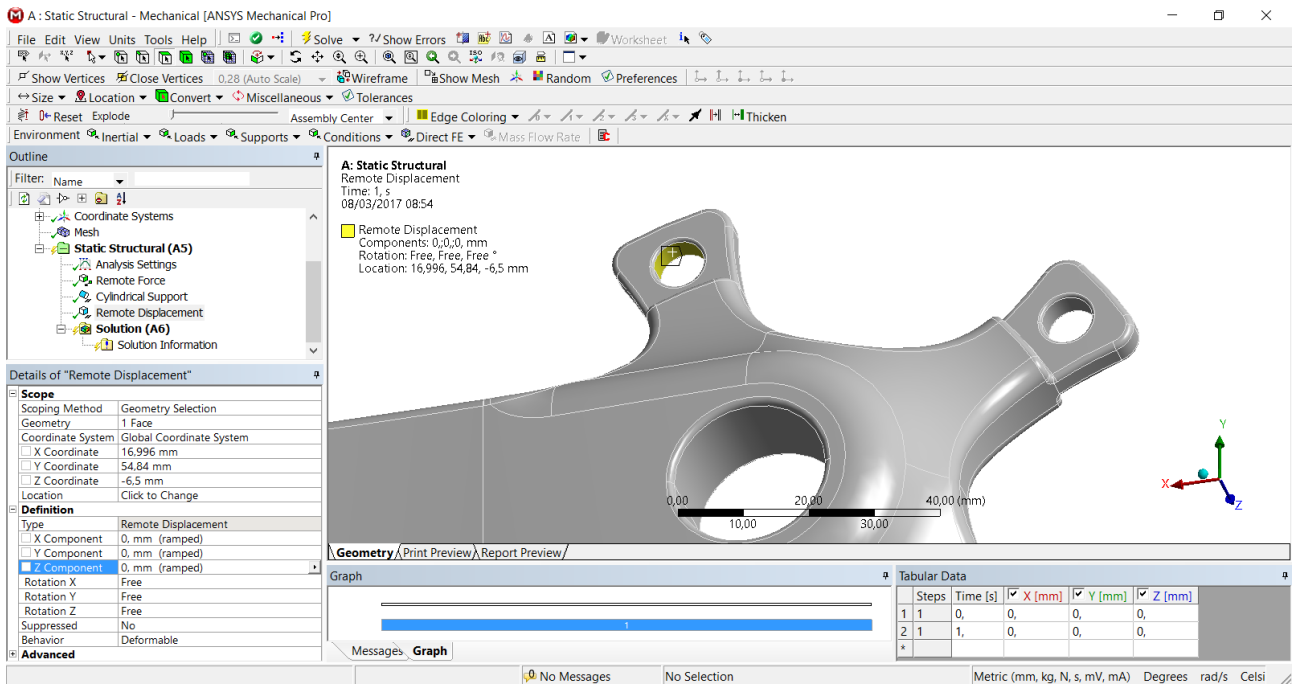 A : Static Structural - Mechanical [ANSYS Mechanical Pro]
File Edit View Units Tools Help Solve ?✓Show Errors Worksheet
Show Vertices Close Vertices 0,28 (Auto Scale) Wireframe Show Mesh Random Preferences
Size Location Convert Miscellaneous Tolerances
Reset Explode Assembly Center Edge Coloring Thicken
Environment Inertial Loads Supports Conditions Direct FE Mass Flow Rate
Outline
Filter: Name
Coordinate Systems
Mesh
Static Structural (A5)
Analysis Settings
Remote Force
Cylindrical Support
Remote Displacement
Solution (A6)
Solution Information
Details of "Remote Displacement"
Scope
Scoping Method Geometry Selection
Geometry 1 Face
Coordinate System Global Coordinate System
X Coordinate 16,996 mm
Y Coordinate 54,84 mm
Z Coordinate -6,5 mm
Location Click to Change
Definition
Type Remote Displacement
X Component 0, mm (ramped)
Y Component 0, mm (ramped)
Z Component 0, mm (ramped)
Rotation X Free
Rotation Y Free
Rotation Z Free
Suppressed No
Behavior Deformable
Advanced
A: Static Structural
Remote Displacement
Time: 1, s
08/03/2017 08:54
Remote Displacement
Components: 0,;0,;0, mm
Rotation: Free, Free, Free °
Location: 16,996, 54,84, -6,5 mm
0,00 20,00 40,00 (mm)
10,00 30,00
Y
X
Z
Geometry Print Preview Report Preview
Graph
1
Messages Graph
Tabular Data
Steps Time [s] X [mm] Y [mm] Z [mm]
1 1 0, 0, 0, 0,
2 1 1, 0, 0, 0,
*
0 No Messages No Selection Metric (mm, kg, N, s, mV, mA) Degrees rad/s Celsi